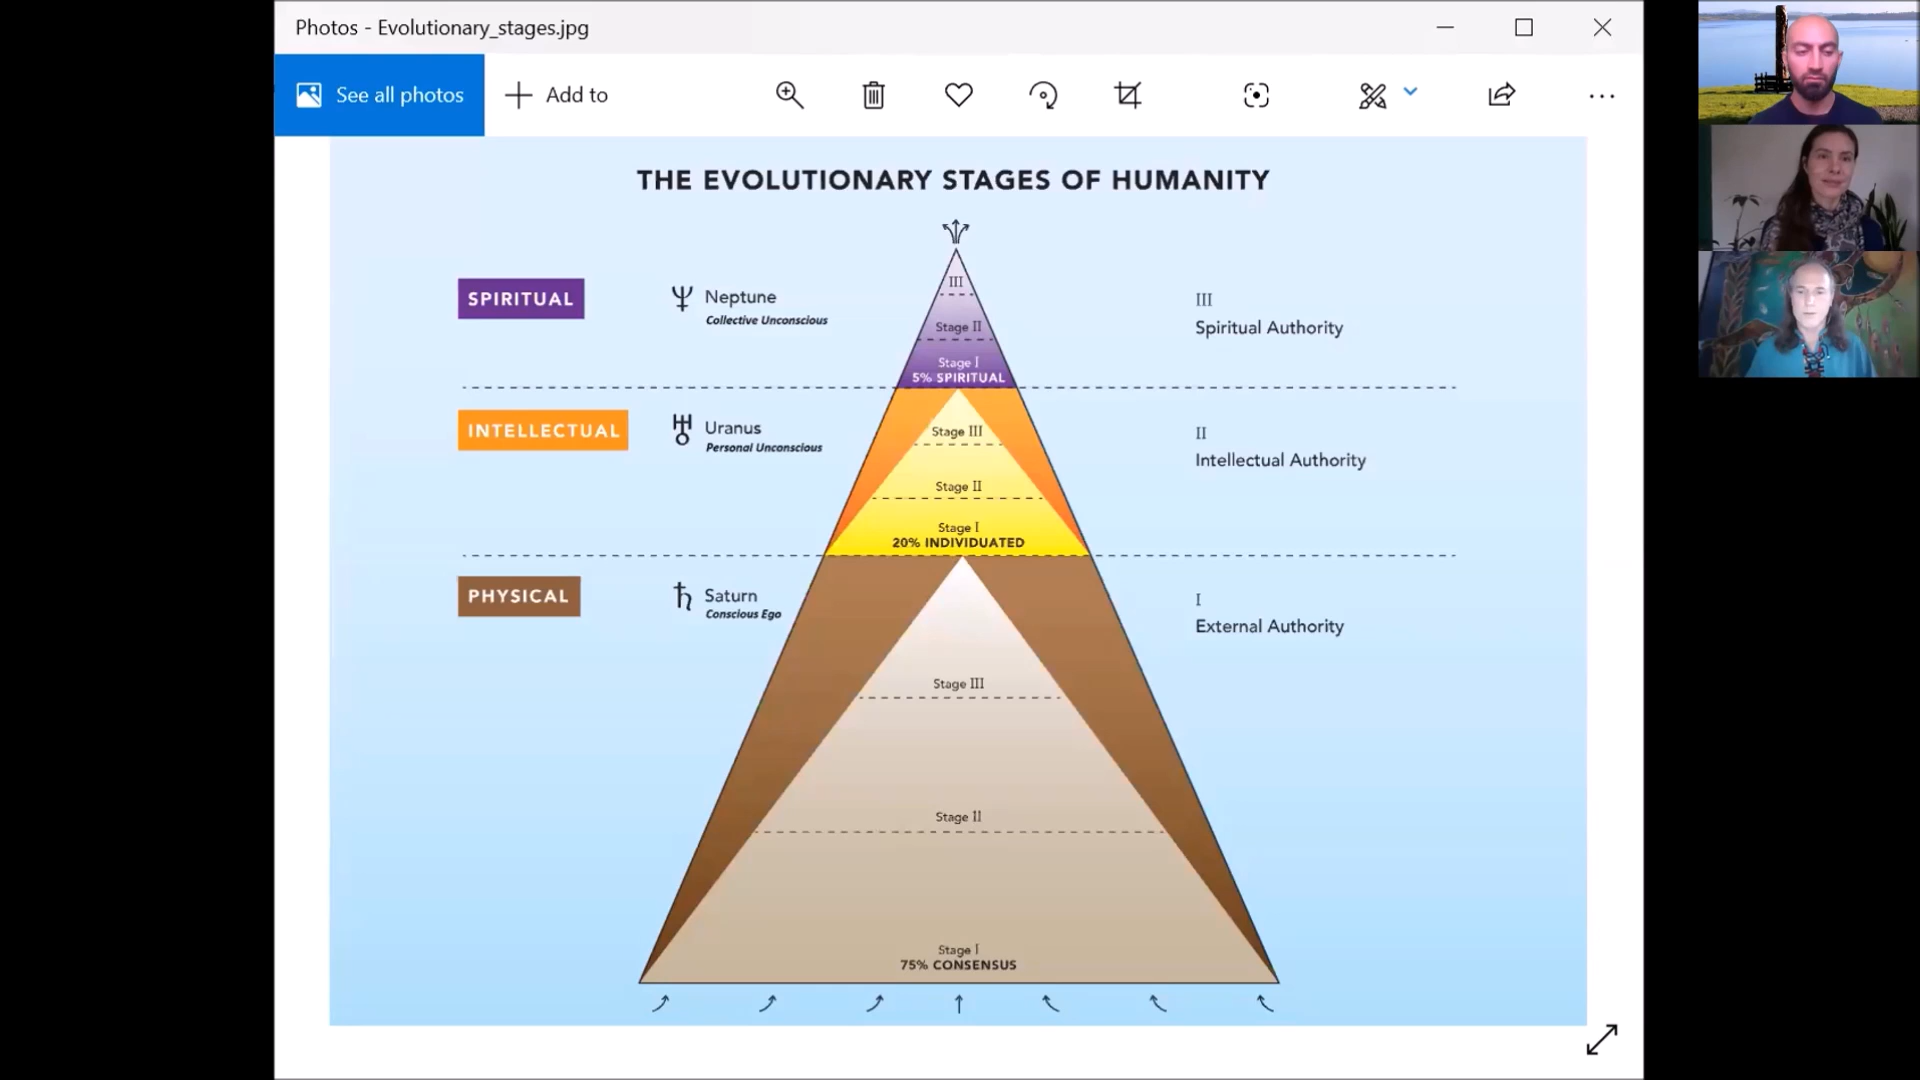 Photos - Evolutionary_stages.jpg
See all photos
Add to
THE EVOLUTIONARY STAGES OF HUMANITY
SPIRITUAL
Neptune
Collective Unconscious
III
Stage II
Stage I
5% SPIRITUAL
III
Spiritual Authority
INTELLECTUAL
Uranus
Personal Unconscious
Stage III
Stage II
Stage I
20% INDIVIDUATED
II
Intellectual Authority
PHYSICAL
Saturn
Conscious Ego
I
External Authority
Stage III
Stage II
Stage I
75% CONSENSUS